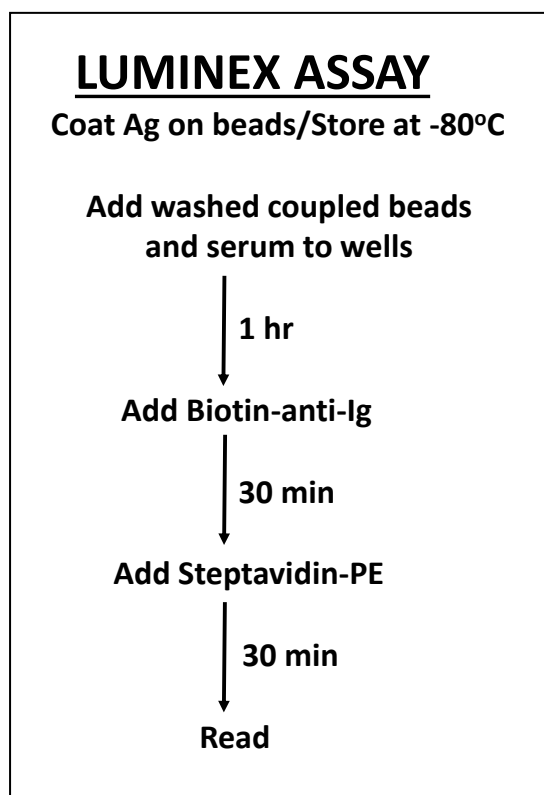 LUMINEX ASSAY
Coat Ag on beads/Store at -80°C
Add washed coupled beads
and serum to wells
1 hr
Add Biotin-anti-Ig
30 min
Add Steptavidin-PE
30 min
Read